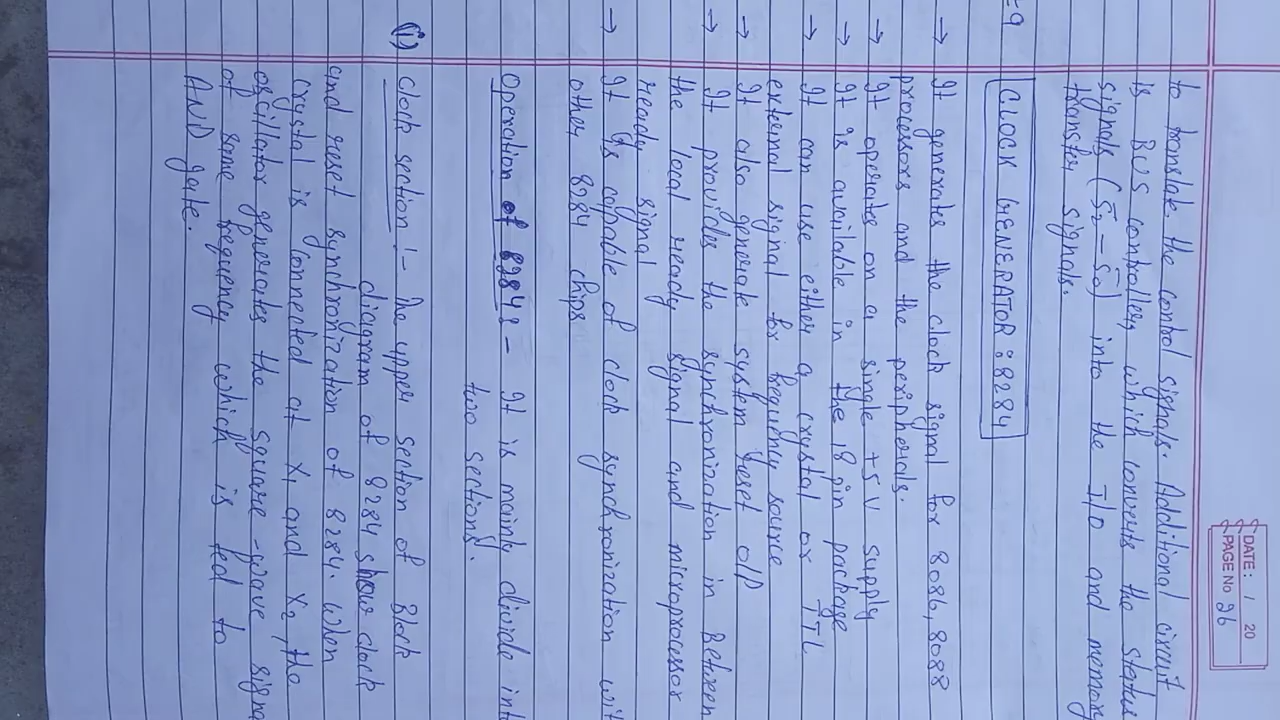 DATE: / 20
PAGE No 96
to translate the control signals. Additional circuit
is BUS controller, which converts the status
signals (S̅2 - S̅0) into the I/O and memory
transfer signals.
CLOCK GENERATOR: 8284
→ It generates the clock signal for 8086, 8088
processors and the peripherals.
→ It operates on a single +5V supply
→ It is available in the 18 pin package
→ It can use either a crystal or TTL
external signal for frequency source
→ It also generate system reset o/p
→ It provides the synchronization in Between
the local ready signal and microprocessor
ready signal
→ It is capable of clock synchronization wit
other 8284 chips
Operation of 8284:- It is mainly divide int
two sections.
(i) Clock section:- The upper section of Block
diagram of 8284 show clock
and reset synchronization of 8284. When
crystal is connected at X1 and X2, the
oscillator generates the square-wave sign
of same frequency which is fed to
AND gate.